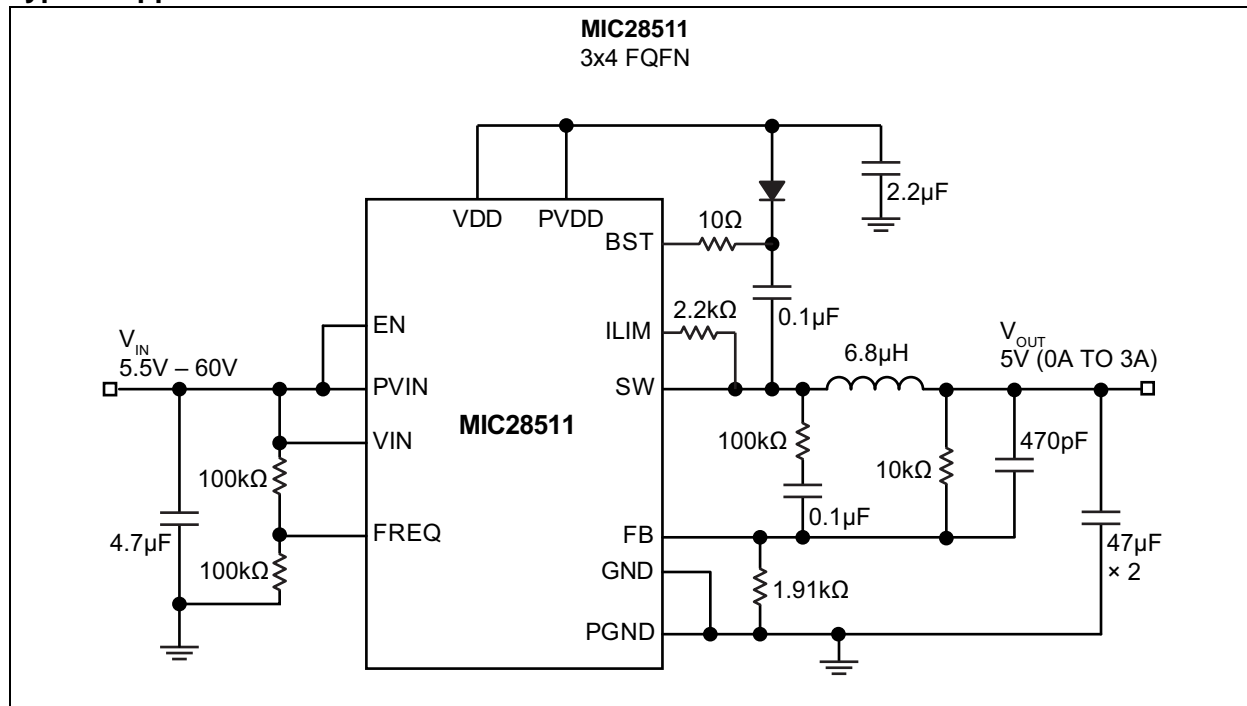 MIC28511
3x4 FQFN
VDD
PVDD
2.2µF
BST
10Ω
0.1µF
ILIM
2.2kΩ
EN
V_IN
5.5V – 60V
PVIN
SW
6.8µH
V_OUT
5V (0A TO 3A)
MIC28511
VIN
100kΩ
100kΩ
10kΩ
470pF
0.1µF
FREQ
FB
4.7µF
100kΩ
GND
1.91kΩ
47µF
× 2
PGND